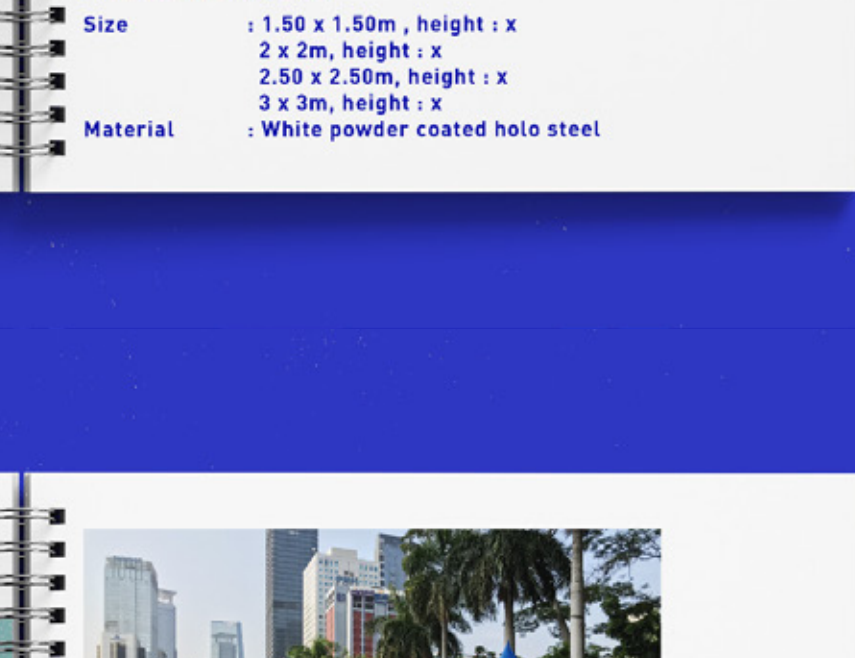 Size : 1.50 x 1.50m , height : x
2 x 2m, height : x
2.50 x 2.50m, height : x
3 x 3m, height : x
Material : White powder coated holo steel